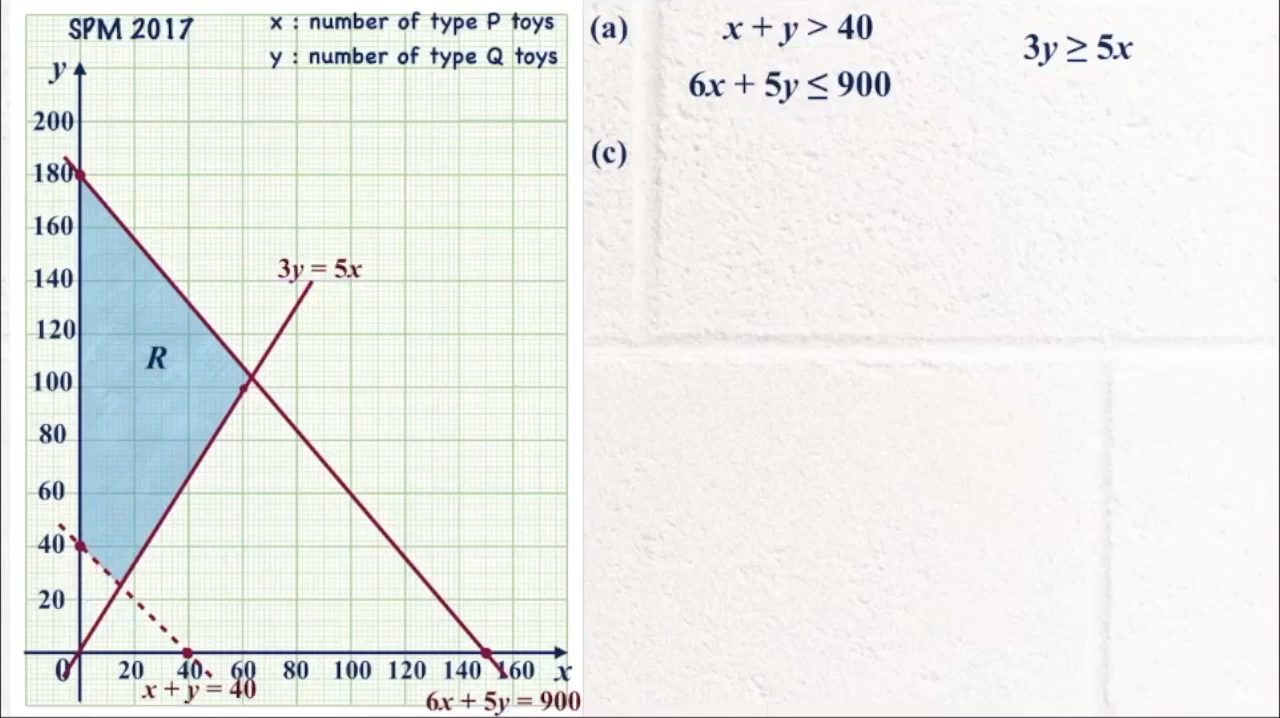 SPM 2017
x : number of type P toys
y : number of type Q toys
y
200
180
160
140
120
100
80
60
40
20
0
20 40 60 80 100 120 140 160 x
R
3y = 5x
x + y = 40
6x + 5y = 900
(a) x + y > 40
3y ≥ 5x
6x + 5y ≤ 900
(c)